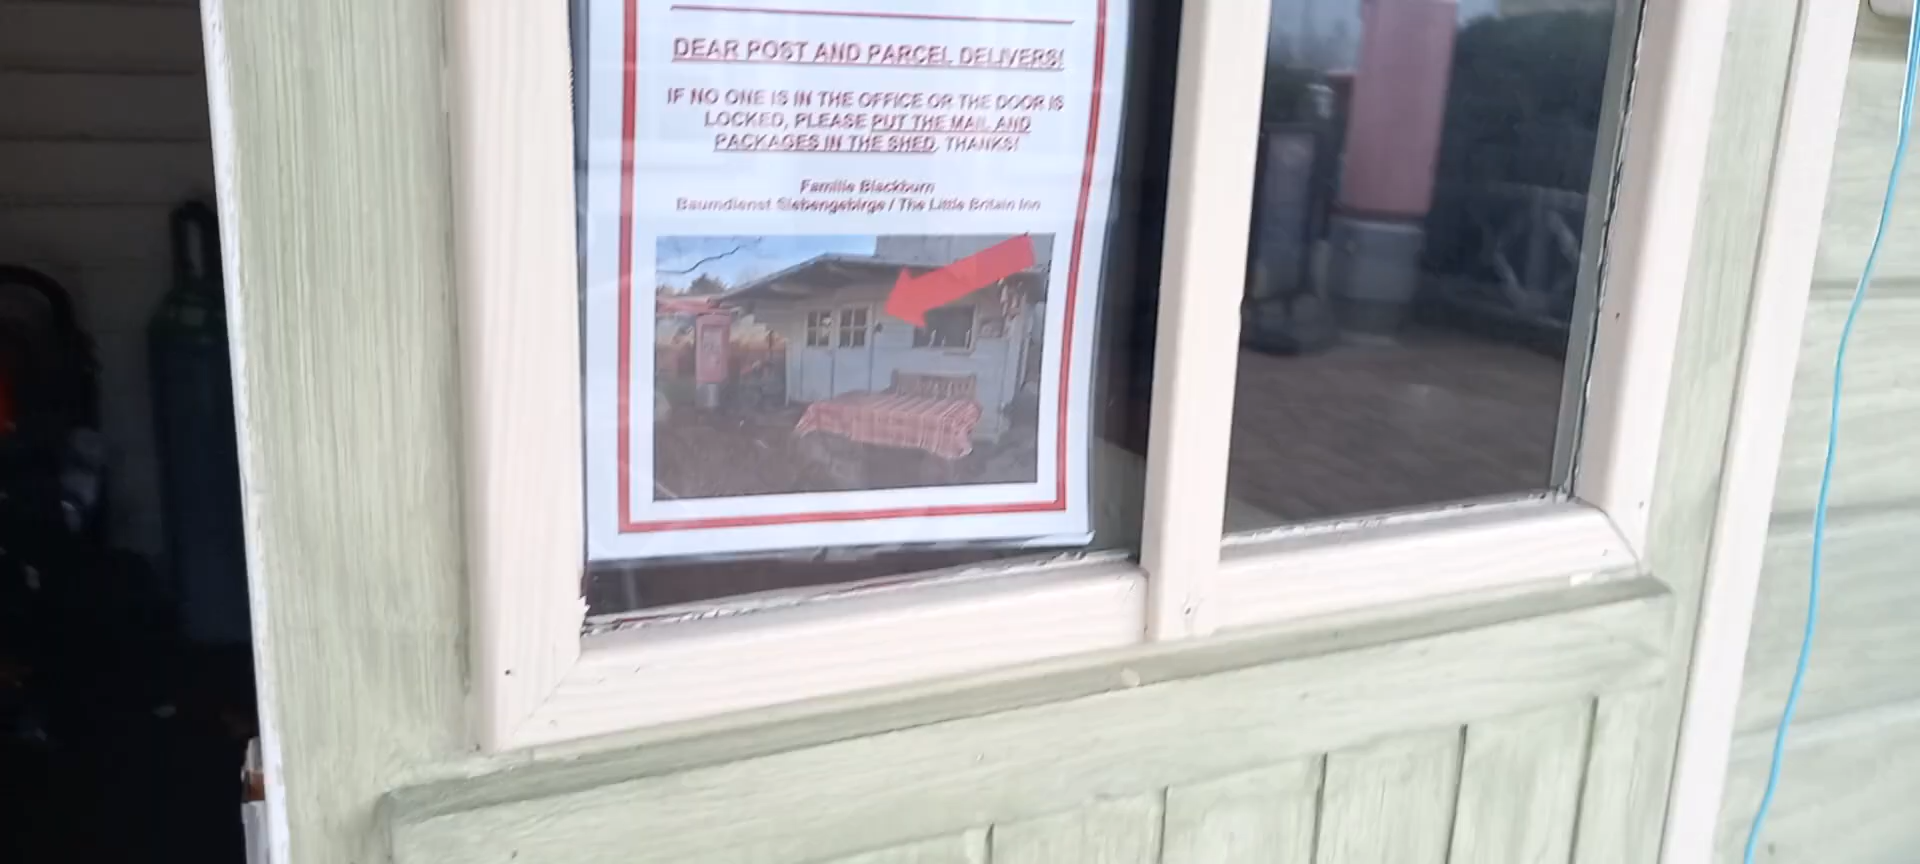 DEAR POST AND PARCEL DELIVERS!
IF NO ONE IS IN THE OFFICE OR THE DOOR IS
LOCKED, PLEASE PUT THE MAIL AND
PACKAGES IN THE SHED. THANKS!
Familie Blackburn
Baumdienst Siebengebirge / The Little Britain Inn